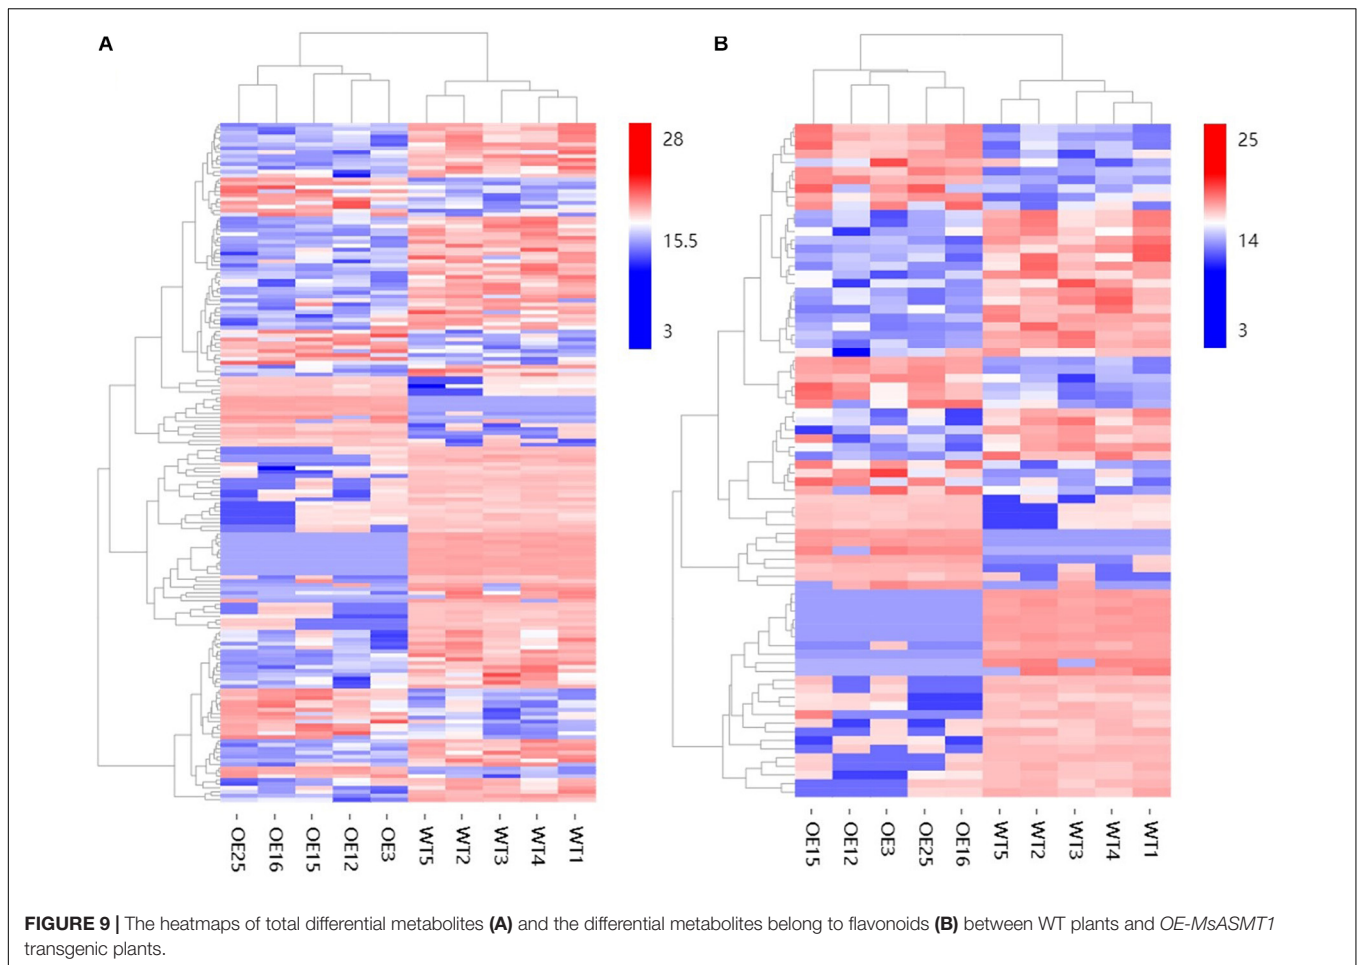 A
B
28
15.5
3
25
14
3
- OE25
- OE16
- OE15
- OE12
- OE3
- WT5
- WT2
- WT3
- WT4
- WT1
- OE15
- OE12
- OE3
- OE25
- OE16
- WT5
- WT2
- WT3
- WT4
- WT1
FIGURE 9 | The heatmaps of total differential metabolites (A) and the differential metabolites belong to flavonoids (B) between WT plants and OE-MsASMT1
transgenic plants.